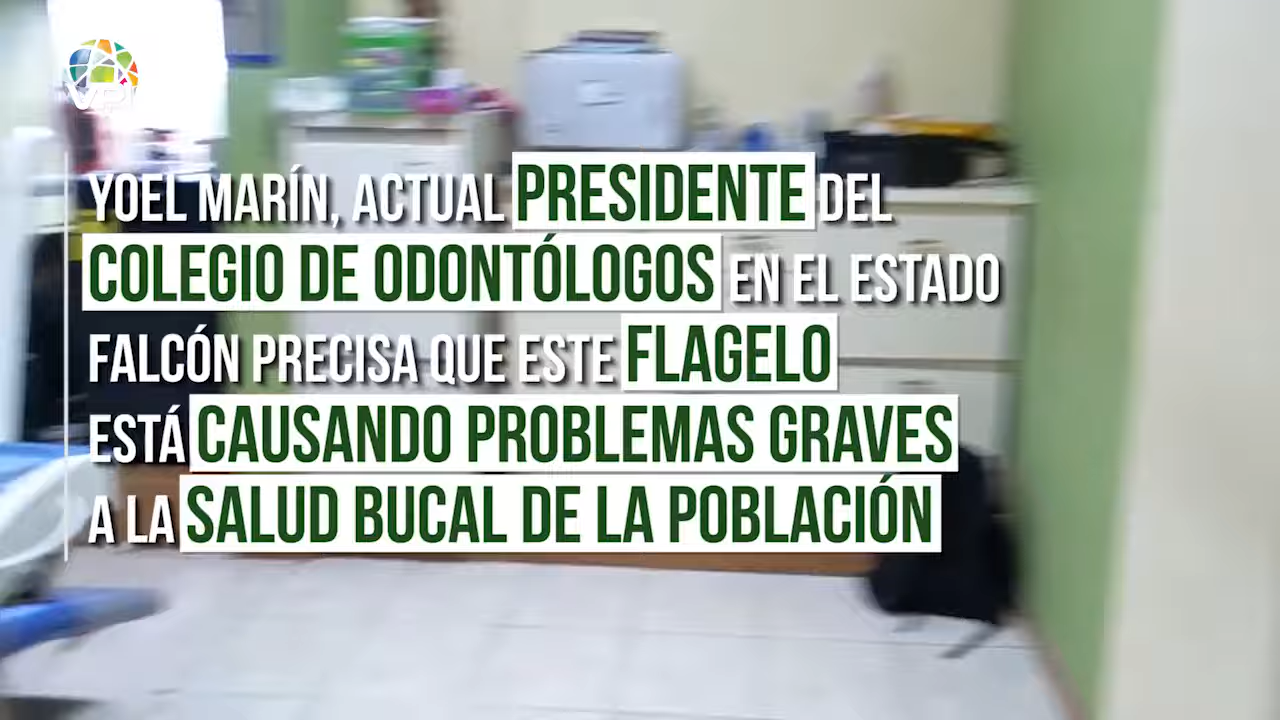 VPI
YOEL MARÍN, ACTUAL PRESIDENTE DEL
COLEGIO DE ODONTÓLOGOS EN EL ESTADO
FALCÓN PRECISA QUE ESTE FLAGELO
ESTÁ CAUSANDO PROBLEMAS GRAVES
A LA SALUD BUCAL DE LA POBLACIÓN